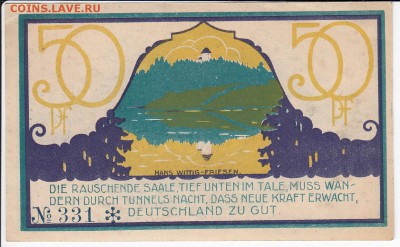 COINS.LAVE.RU
50 50
Pf Pf
HANS WITTIG-FRIESEN
DIE RAUSCHENDE SAALE, TIEF UNTEN IM TALE, MUSS WAN-
DERN DURCH TUNNELS NACHT, DASS NEUE KRAFT ERWACHT,
No 331 * DEUTSCHLAND ZU GUT.